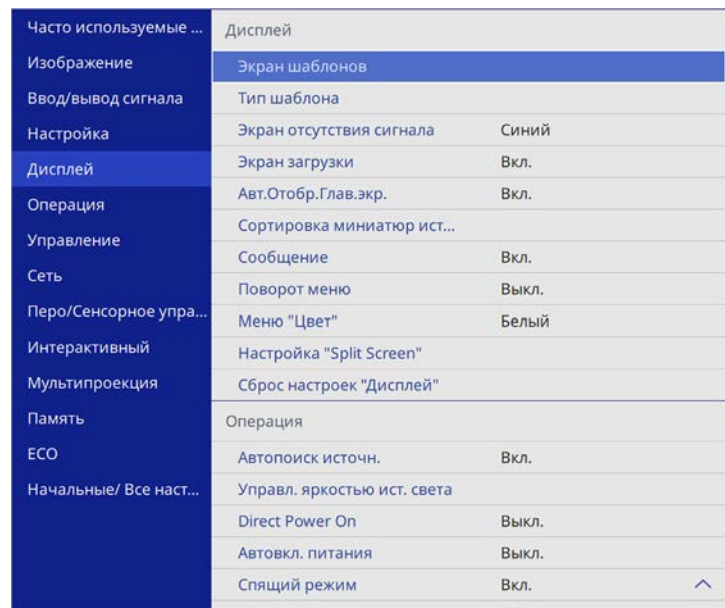 Часто используемые ...
Изображение
Ввод/вывод сигнала
Настройка
Дисплей
Операция
Управление
Сеть
Перо/Сенсорное упра...
Интерактивный
Мультипроекция
Память
ECO
Начальные/ Все наст...
Дисплей
Экран шаблонов
Тип шаблона
Экран отсутствия сигнала Синий
Экран загрузки Вкл.
Авт.Отобр.Глав.экр. Вкл.
Сортировка миниатюр ист...
Сообщение Вкл.
Поворот меню Выкл.
Меню "Цвет" Белый
Настройка "Split Screen"
Сброс настроек "Дисплей"
Операция
Автопоиск источн. Вкл.
Управл. яркостью ист. света
Direct Power On Выкл.
Автовкл. питания Выкл.
Спящий режим Вкл.